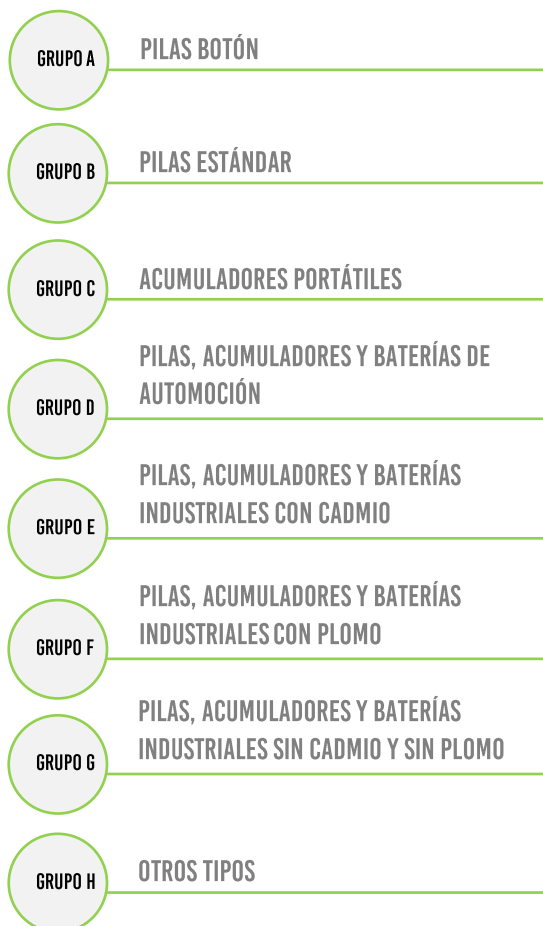 GRUPO A
PILAS BOTÓN
GRUPO B
PILAS ESTÁNDAR
GRUPO C
ACUMULADORES PORTÁTILES
GRUPO D
PILAS, ACUMULADORES Y BATERÍAS DE
AUTOMOCIÓN
GRUPO E
PILAS, ACUMULADORES Y BATERÍAS
INDUSTRIALES CON CADMIO
GRUPO F
PILAS, ACUMULADORES Y BATERÍAS
INDUSTRIALES CON PLOMO
GRUPO G
PILAS, ACUMULADORES Y BATERÍAS
INDUSTRIALES SIN CADMIO Y SIN PLOMO
GRUPO H
OTROS TIPOS